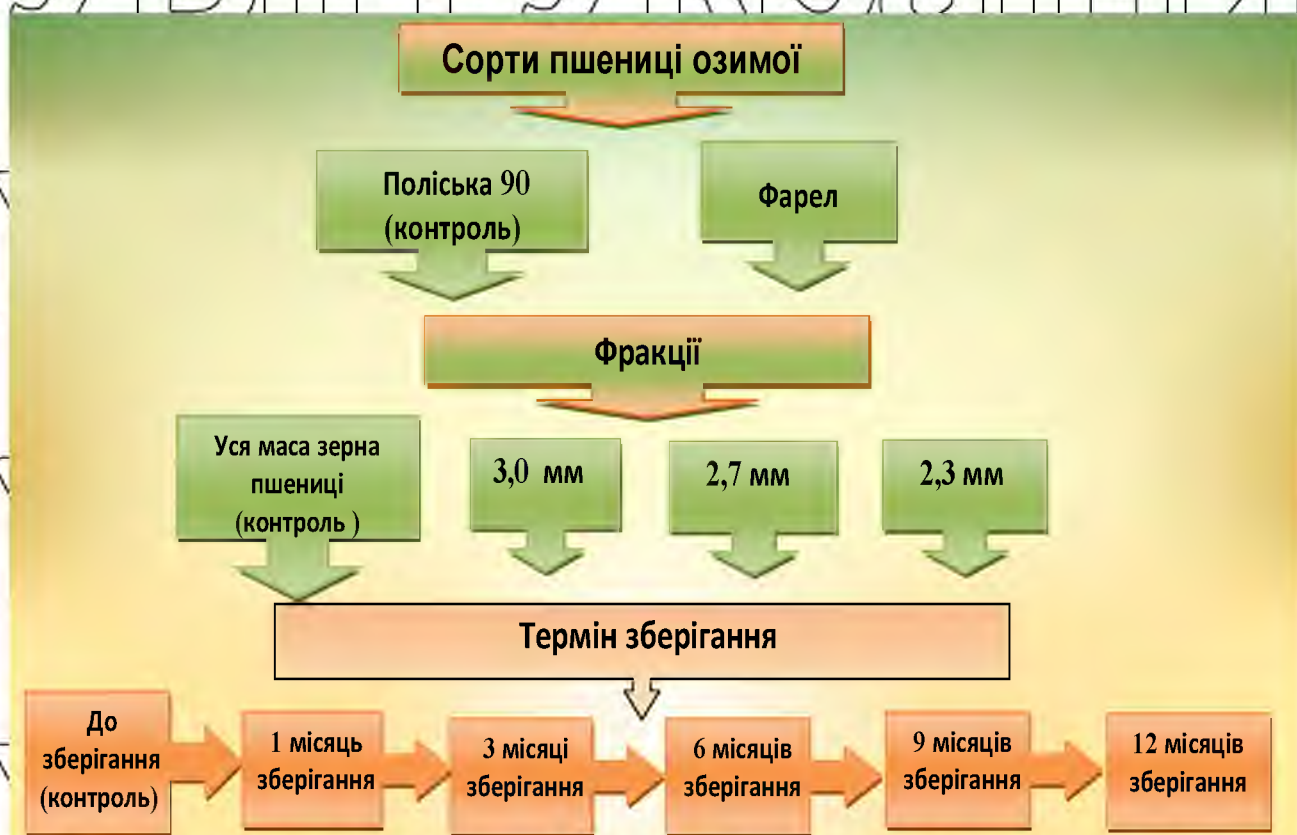 Сорти пшениці озимої
Поліська 90
(контроль)
Фарел
Фракції
Уся маса зерна
пшениці
(контроль )
3,0 мм
2,7 мм
2,3 мм
Термін зберігання
До
зберігання
(контроль)
1 місяць
зберігання
3 місяці
зберігання
6 місяців
зберігання
9 місяців
зберігання
12 місяців
зберігання